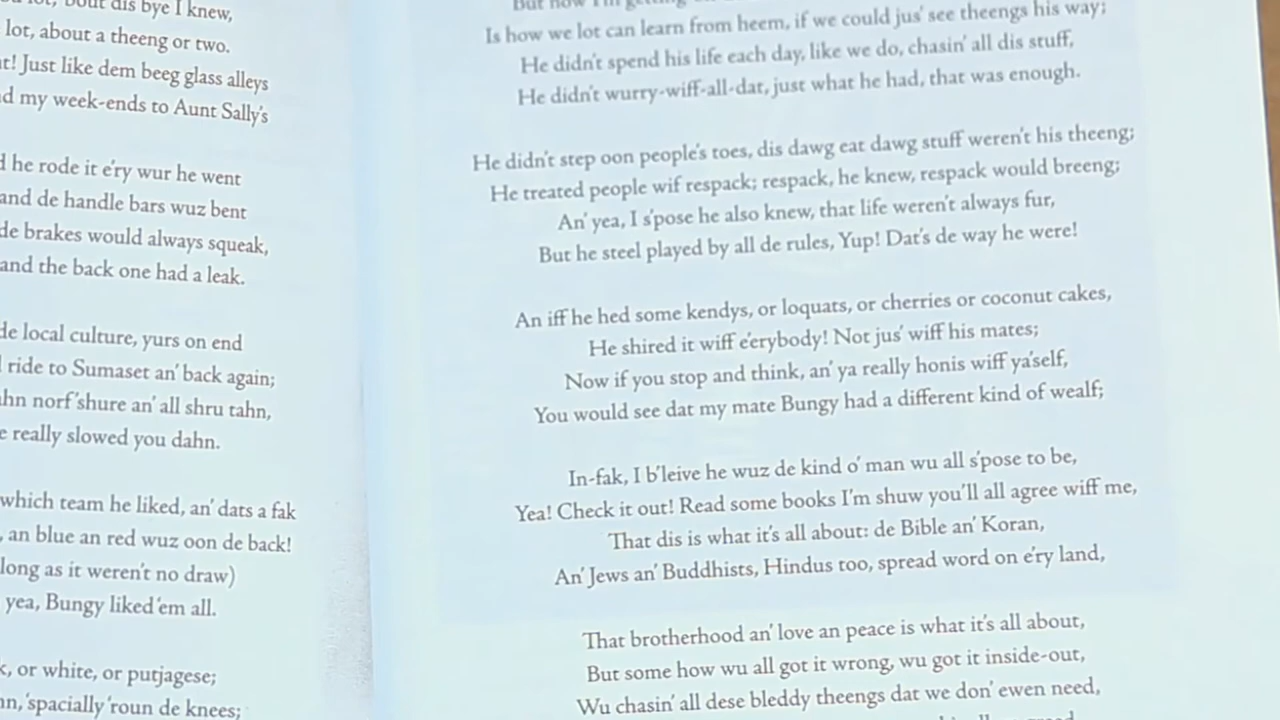 bout dis bye I knew,
lot, about a theeng or two.
Just like dem beeg glass alleys
my week-ends to Aunt Sally's
he rode it e'ry wur he went
and de handle bars wuz bent
de brakes would always squeak,
and the back one had a leak.
local culture, yurs on end
ride to Sumaset an' back again;
norf'shure an' all shru tahn,
really slowed you dahn.
which team he liked, an' dats a fak
, an blue an red wuz oon de back!
long as it weren't no draw)
yea, Bungy liked 'em all.
, or white, or putjagese;
'spacially 'roun de knees;
But how I'm
Is how we lot can learn from heem, if we could jus' see theengs his way;
He didn't spend his life each day, like we do, chasin' all dis stuff,
He didn't wurry-wiff-all-dat, just what he had, that was enough.
He didn't step oon people's toes, dis dawg eat dawg stuff weren't his theeng;
He treated people wif respack; respack, he knew, respack would breeng;
An' yea, I s'pose he also knew, that life weren't always fur,
But he steel played by all de rules, Yup! Dat's de way he were!
An iff he hed some kendys, or loquats, or cherries or coconut cakes,
He shired it wiff e'erybody! Not jus' wiff his mates;
Now if you stop and think, an' ya really honis wiff ya'self,
You would see dat my mate Bungy had a different kind of wealf;
In-fak, I b'leive he wuz de kind o' man wu all s'pose to be,
Yea! Check it out! Read some books I'm shuw you'll all agree wiff me,
That dis is what it's all about: de Bible an' Koran,
An' Jews an' Buddhists, Hindus too, spread word on e'ry land,
That brotherhood an' love an peace is what it's all about,
But some how wu all got it wrong, wu got it inside-out,
Wu chasin' all dese bleddy theengs dat we don' ewen need,